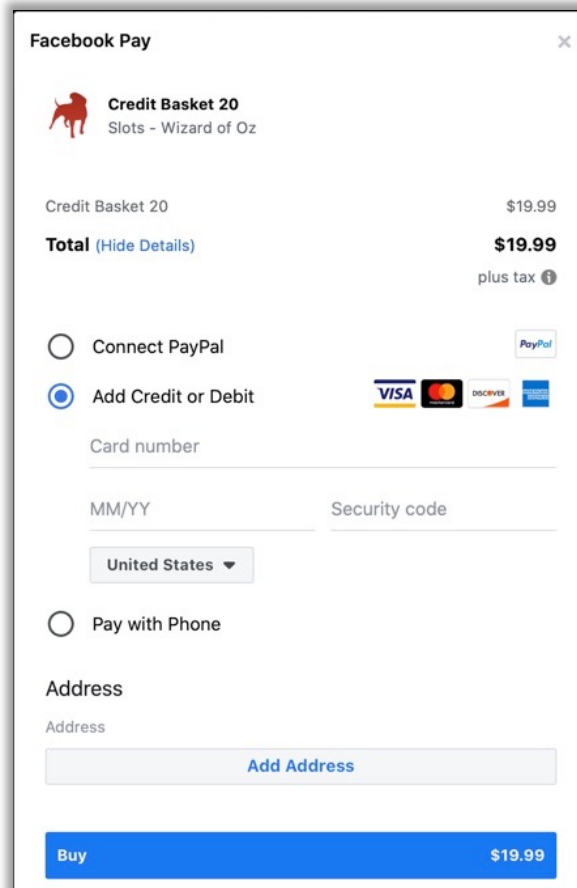 Facebook Pay ×
Credit Basket 20
Slots - Wizard of Oz
Credit Basket 20 $19.99
Total (Hide Details) $19.99
plus tax
Connect PayPal PayPal
Add Credit or Debit VISA mastercard DISCOVER
Card number
MM/YY Security code
United States
Pay with Phone
Address
Address
Add Address
Buy $19.99